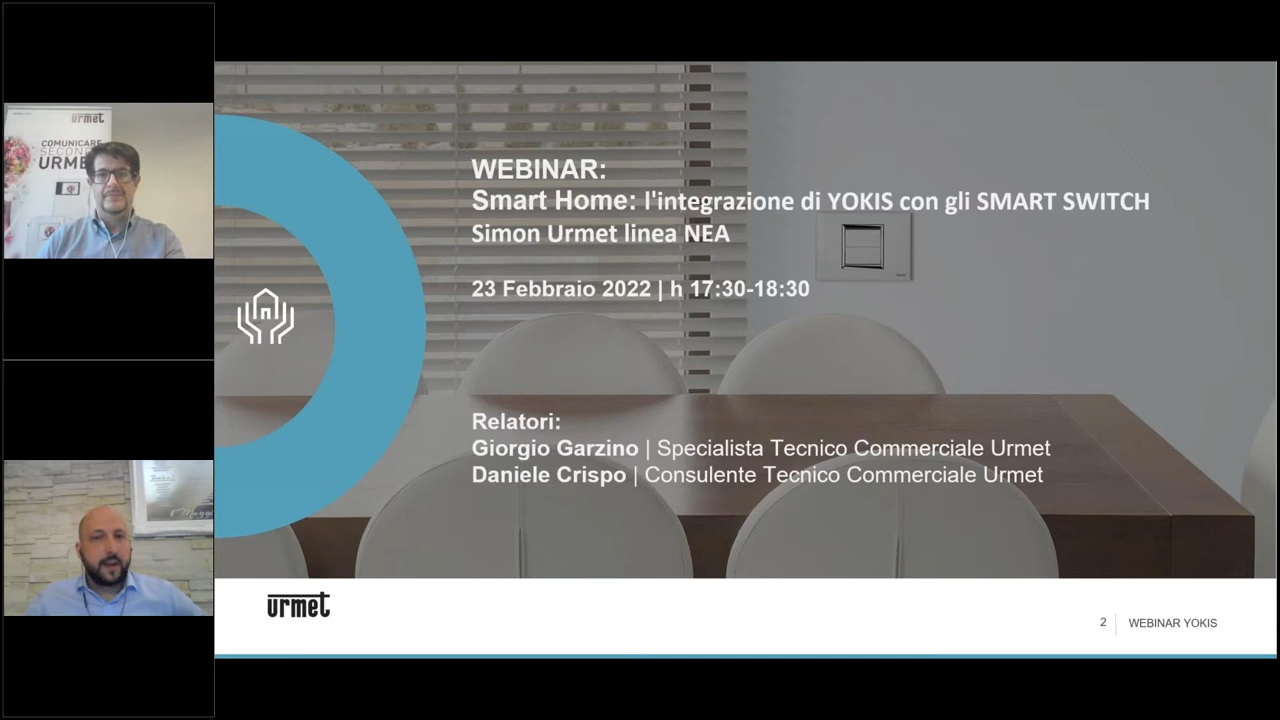 urmet
COMUNICARE
SECONDO
URMET
WEBINAR:
Smart Home: l'integrazione di YOKIS con gli SMART SWITCH
Simon Urmet linea NEA
23 Febbraio 2022 | h 17:30-18:30
Relatori:
Giorgio Garzino | Specialista Tecnico Commerciale Urmet
Daniele Crispo | Consulente Tecnico Commerciale Urmet
urmet
2 | WEBINAR YOKIS